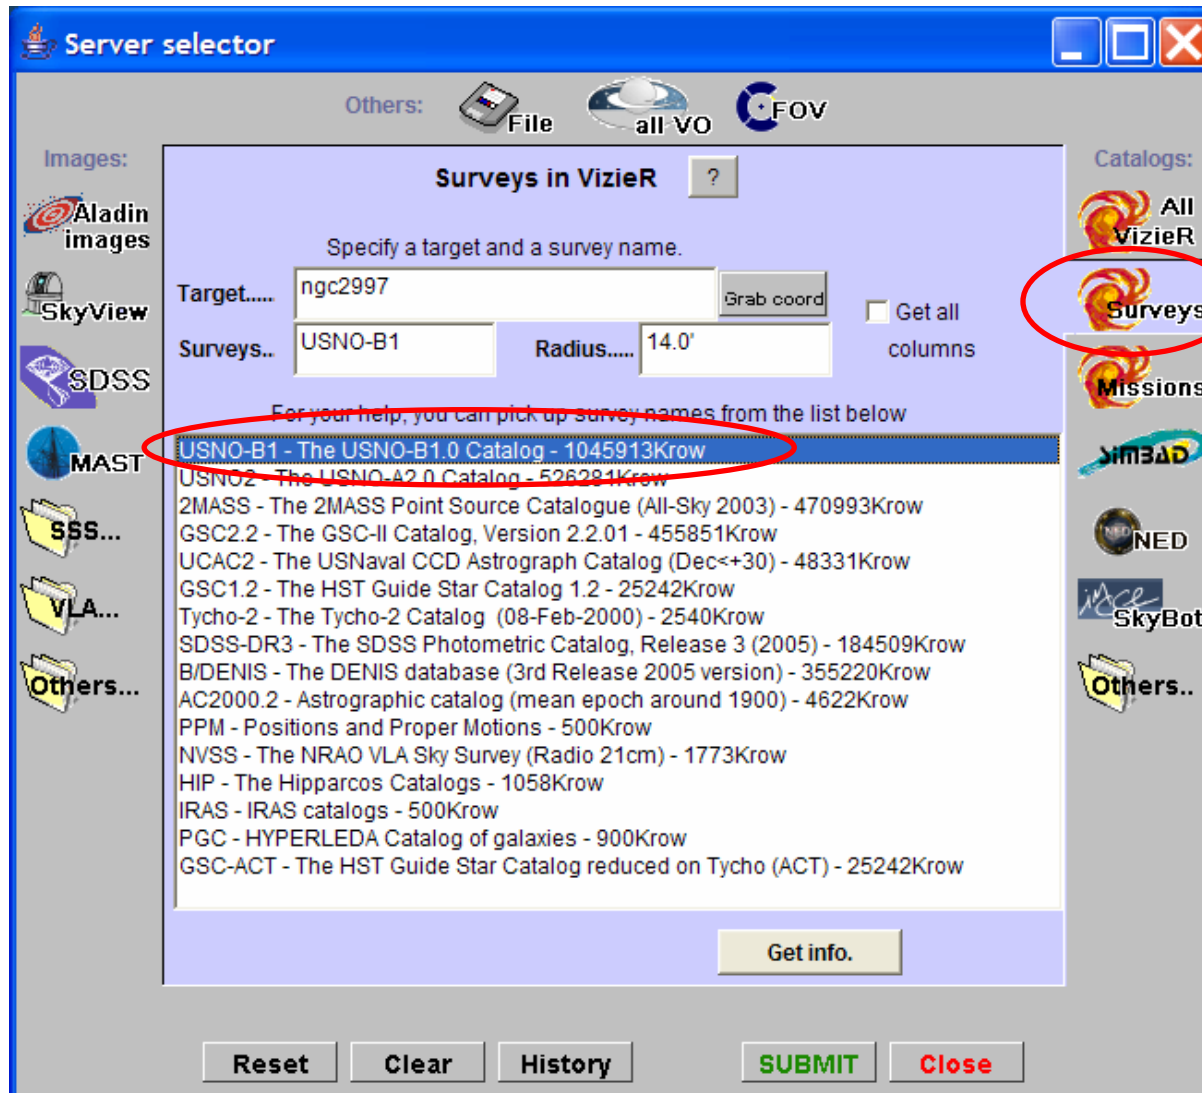 Server selector
Others: File all VO FOV
Images:
Catalogs:
Surveys in VizieR ?
Aladin images
All VizieR
Specify a target and a survey name.
Target..... ngc2997 Grab coord
Get all columns
SkyView
Surveys
Surveys.. USNO-B1 Radius..... 14.0'
SDSS
Missions
For your help, you can pick up survey names from the list below
MAST
SIMBAD
USNO-B1 - The USNO-B1.0 Catalog - 1045913Krow
USNO2 - The USNO-A2.0 Catalog - 526281Krow
2MASS - The 2MASS Point Source Catalogue (All-Sky 2003) - 470993Krow
GSC2.2 - The GSC-II Catalog, Version 2.2.01 - 455851Krow
UCAC2 - The USNaval CCD Astrograph Catalog (Dec<+30) - 48331Krow
GSC1.2 - The HST Guide Star Catalog 1.2 - 25242Krow
Tycho-2 - The Tycho-2 Catalog (08-Feb-2000) - 2540Krow
SDSS-DR3 - The SDSS Photometric Catalog, Release 3 (2005) - 184509Krow
B/DENIS - The DENIS database (3rd Release 2005 version) - 355220Krow
AC2000.2 - Astrographic catalog (mean epoch around 1900) - 4622Krow
PPM - Positions and Proper Motions - 500Krow
NVSS - The NRAO VLA Sky Survey (Radio 21cm) - 1773Krow
HIP - The Hipparcos Catalogs - 1058Krow
IRAS - IRAS catalogs - 500Krow
PGC - HYPERLEDA Catalog of galaxies - 900Krow
GSC-ACT - The HST Guide Star Catalog reduced on Tycho (ACT) - 25242Krow
SSS...
NED
VLA...
SkyBot
Others...
Others..
Get info.
Reset Clear History SUBMIT Close